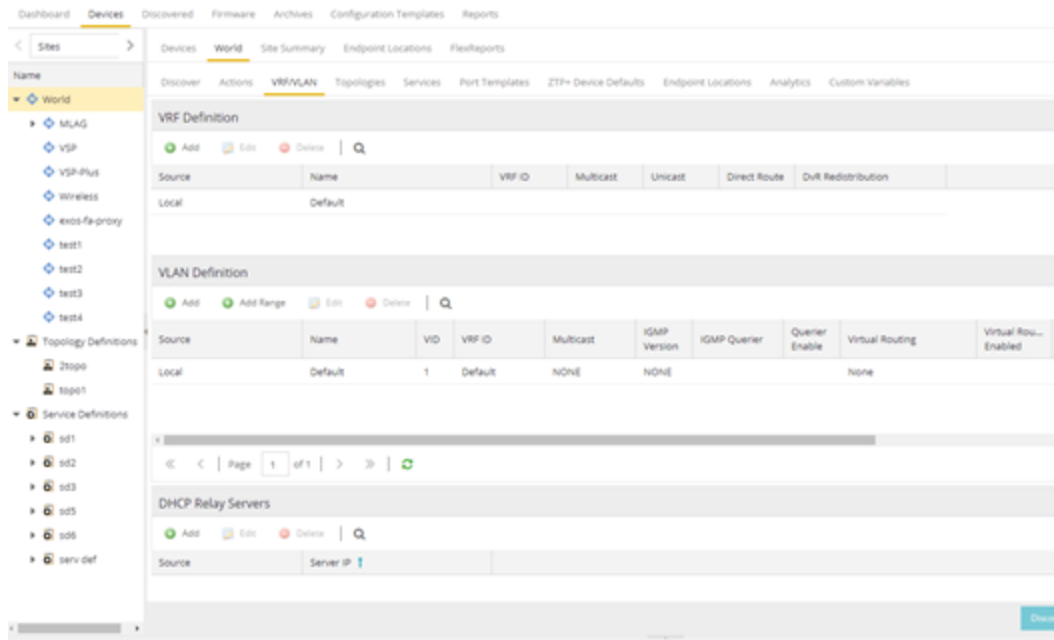 Dashboard Devices Discovered Firmware Archives Configuration Templates Reports
Sites
Devices World Site Summary Endpoint Locations FlexReports
Name
Discover Actions VRF/VLAN Topologies Services Port Templates ZTP+ Device Defaults Endpoint Locations Analytics Custom Variables
World
MLAG
VSP
VSP-Plus
Wireless
exos-fa-proxy
test1
test2
test3
test4
Topology Definitions
2topo
topo1
Service Definitions
sd1
sd2
sd3
sd5
sd6
serv def
VRF Definition
Add Edit Delete
Source Name VRF ID Multicast Unicast Direct Route DvR Redistribution
Local Default
VLAN Definition
Add Add Range Edit Delete
Source Name VID VRF ID Multicast IGMP Version IGMP Querier Querier Enable Virtual Routing Virtual Rou... Enabled
Local Default 1 Default NONE NONE None
Page 1 of 1
DHCP Relay Servers
Add Edit Delete
Source Server IP